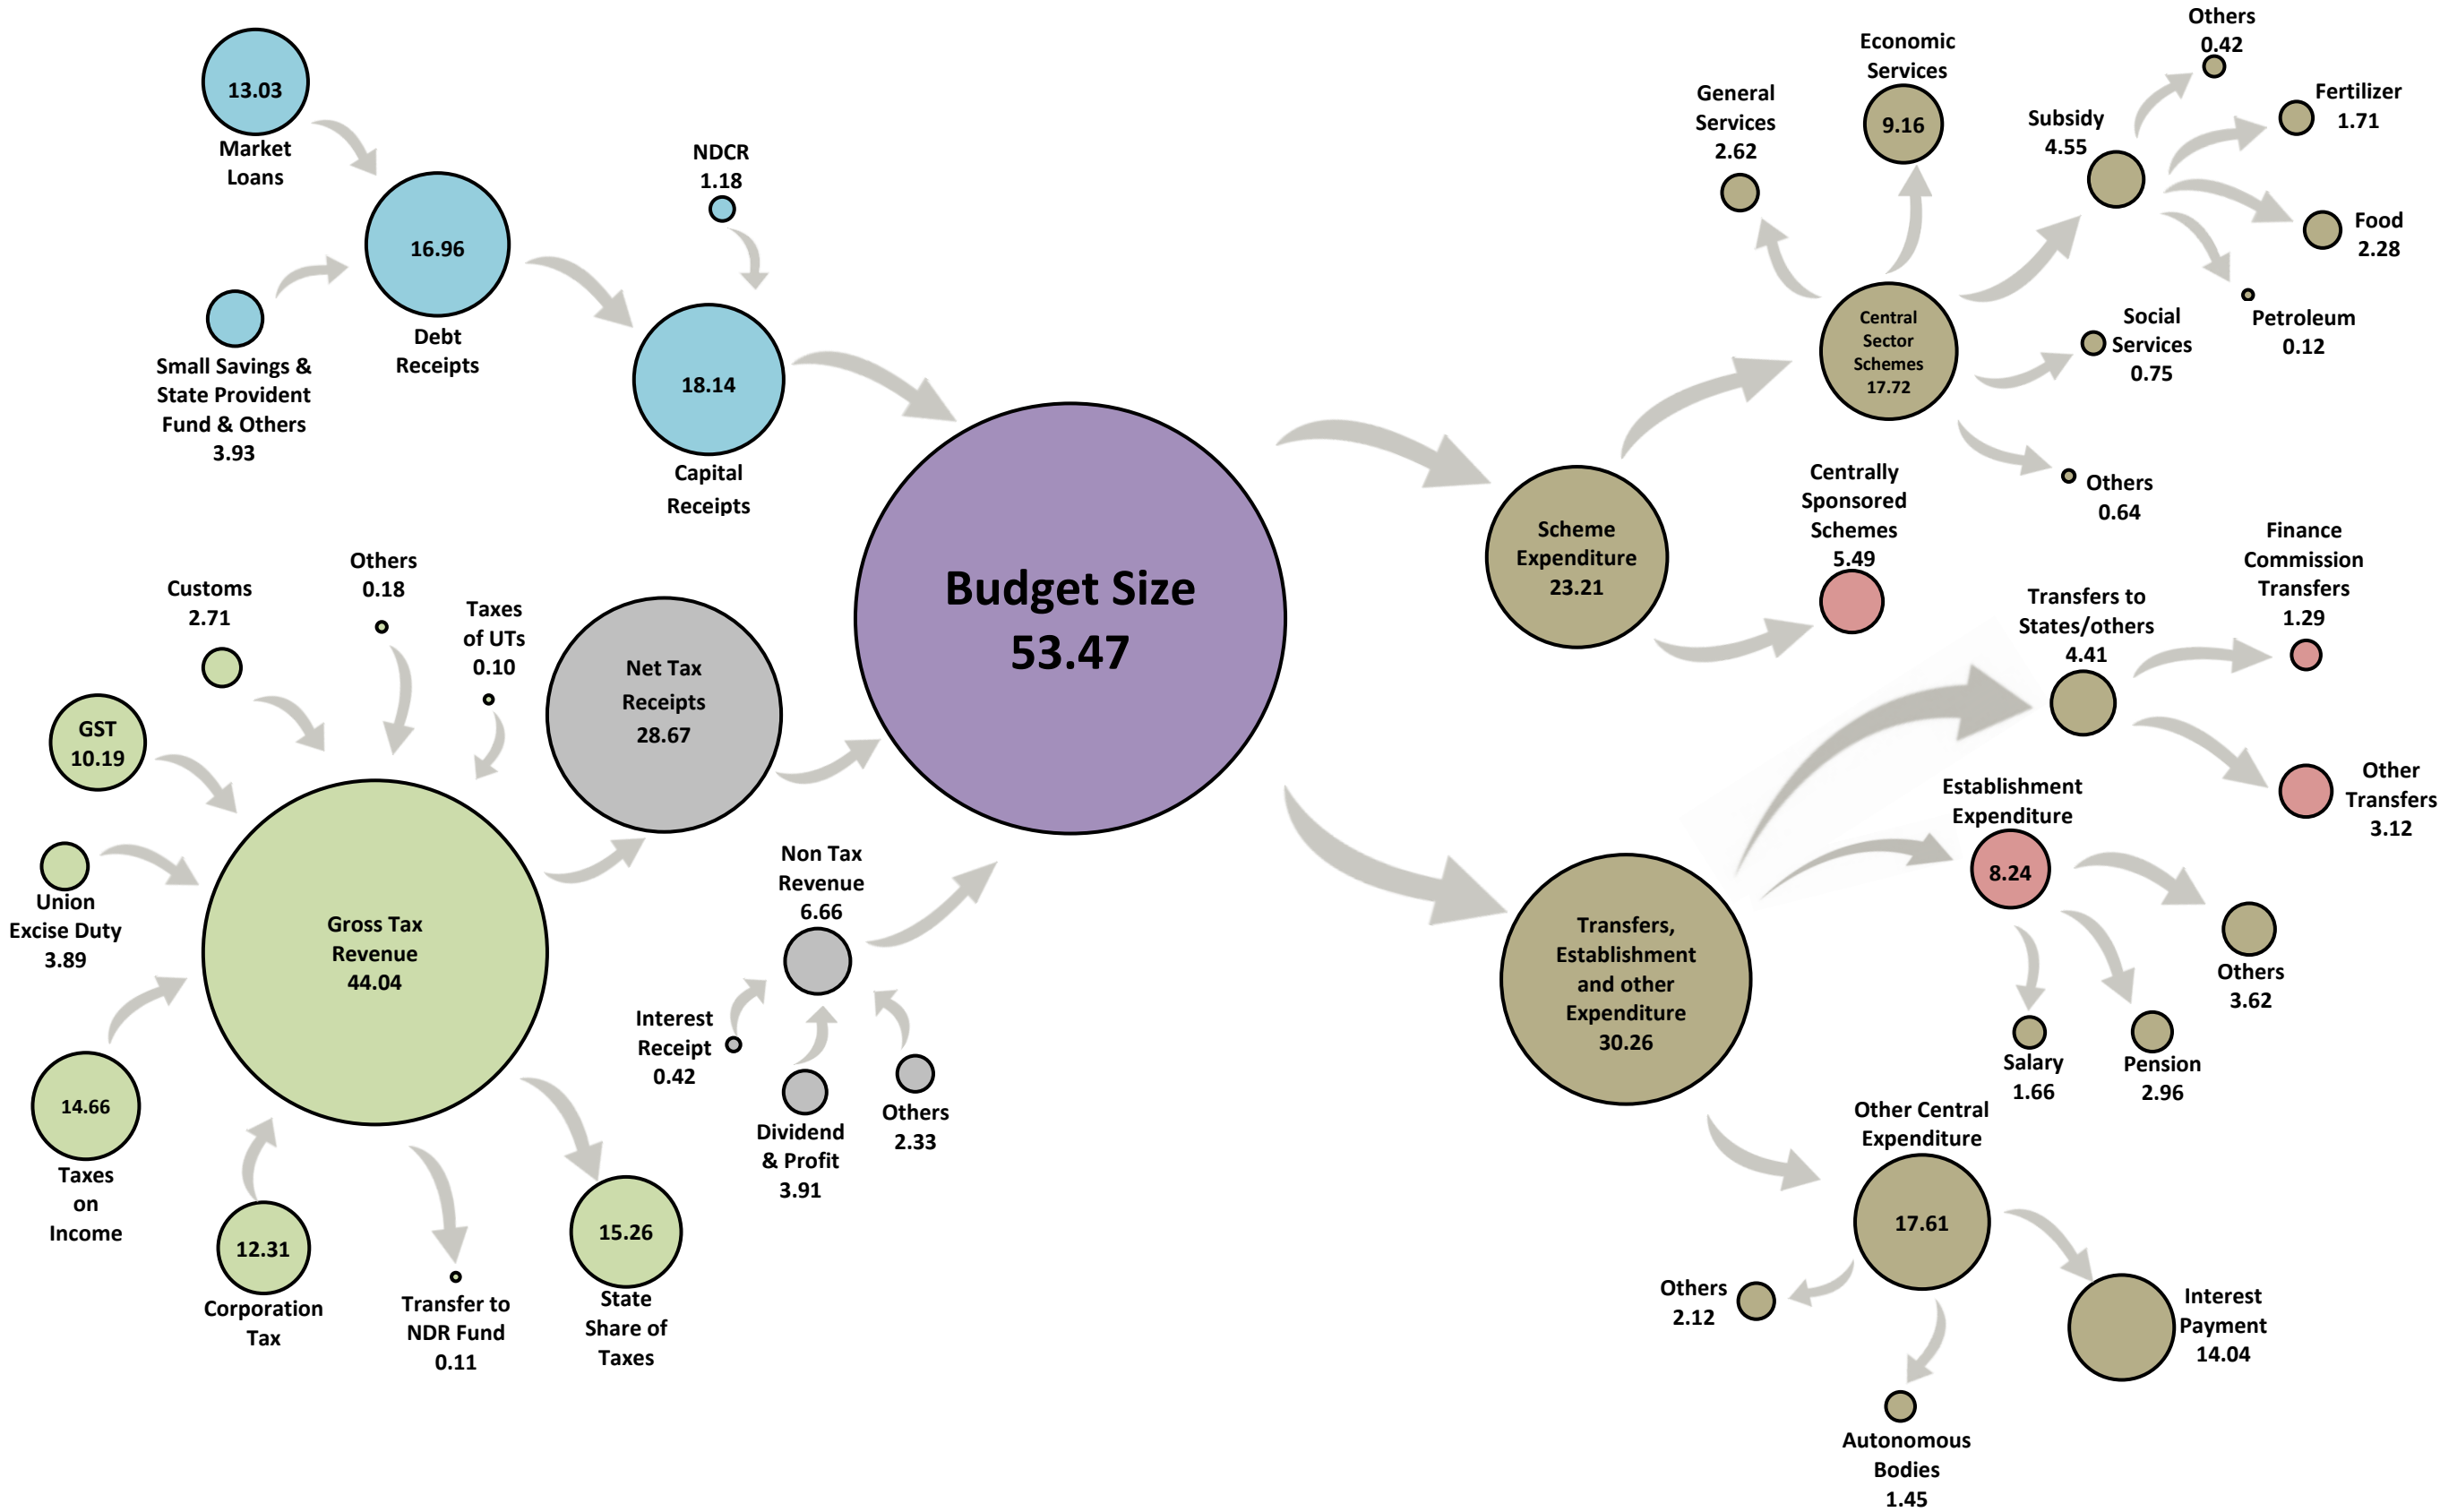 13.03
Market
Loans
16.96
Debt
Receipts
Small Savings &
State Provident
Fund & Others
3.93
NDCR
1.18
18.14
Capital
Receipts
Budget Size
53.47
Others
0.18
Customs
2.71
Taxes
of UTs
0.10
GST
10.19
Union
Excise Duty
3.89
Gross Tax
Revenue
44.04
14.66
Taxes
on
Income
12.31
Corporation
Tax
Transfer to
NDR Fund
0.11
15.26
State
Share of
Taxes
Net Tax
Receipts
28.67
Non Tax
Revenue
6.66
Interest
Receipt
0.42
Dividend
& Profit
3.91
Others
2.33
Scheme
Expenditure
23.21
Central
Sector
Schemes
17.72
General
Services
2.62
Economic
Services
9.16
Subsidy
4.55
Others
0.42
Fertilizer
1.71
Food
2.28
Petroleum
0.12
Social
Services
0.75
Others
0.64
Centrally
Sponsored
Schemes
5.49
Transfers,
Establishment
and other
Expenditure
30.26
Transfers to
States/others
4.41
Finance
Commission
Transfers
1.29
Other
Transfers
3.12
Establishment
Expenditure
8.24
Others
3.62
Salary
1.66
Pension
2.96
Other Central
Expenditure
17.61
Others
2.12
Autonomous
Bodies
1.45
Interest
Payment
14.04